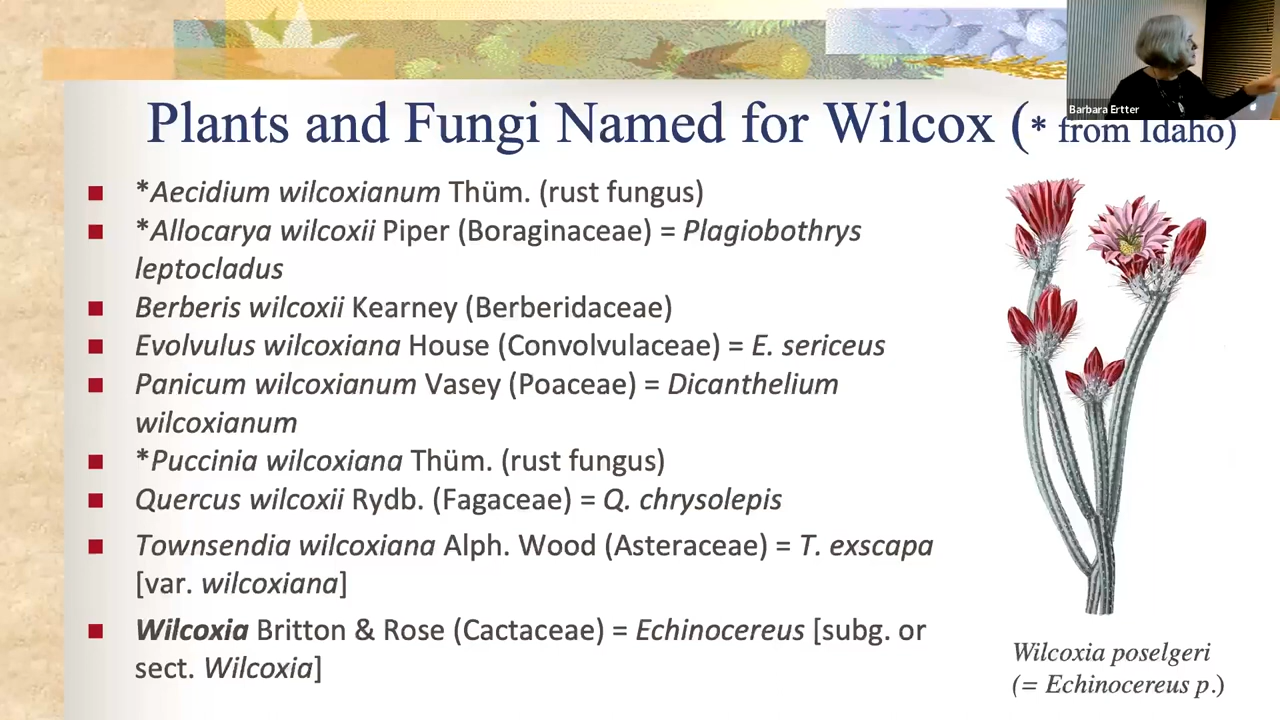 Barbara Ertter
Plants and Fungi Named for Wilcox (* from Idaho)
*Aecidium wilcoxianum Thüm. (rust fungus)
*Allocarya wilcoxii Piper (Boraginaceae) = Plagiobothrys
leptocladus
Berberis wilcoxii Kearney (Berberidaceae)
Evolvulus wilcoxiana House (Convolvulaceae) = E. sericeus
Panicum wilcoxianum Vasey (Poaceae) = Dicanthelium
wilcoxianum
*Puccinia wilcoxiana Thüm. (rust fungus)
Quercus wilcoxii Rydb. (Fagaceae) = Q. chrysolepis
Townsendia wilcoxiana Alph. Wood (Asteraceae) = T. exscapa
[var. wilcoxiana]
Wilcoxia Britton & Rose (Cactaceae) = Echinocereus [subg. or
sect. Wilcoxia]
Wilcoxia poselgeri
(= Echinocereus p.)